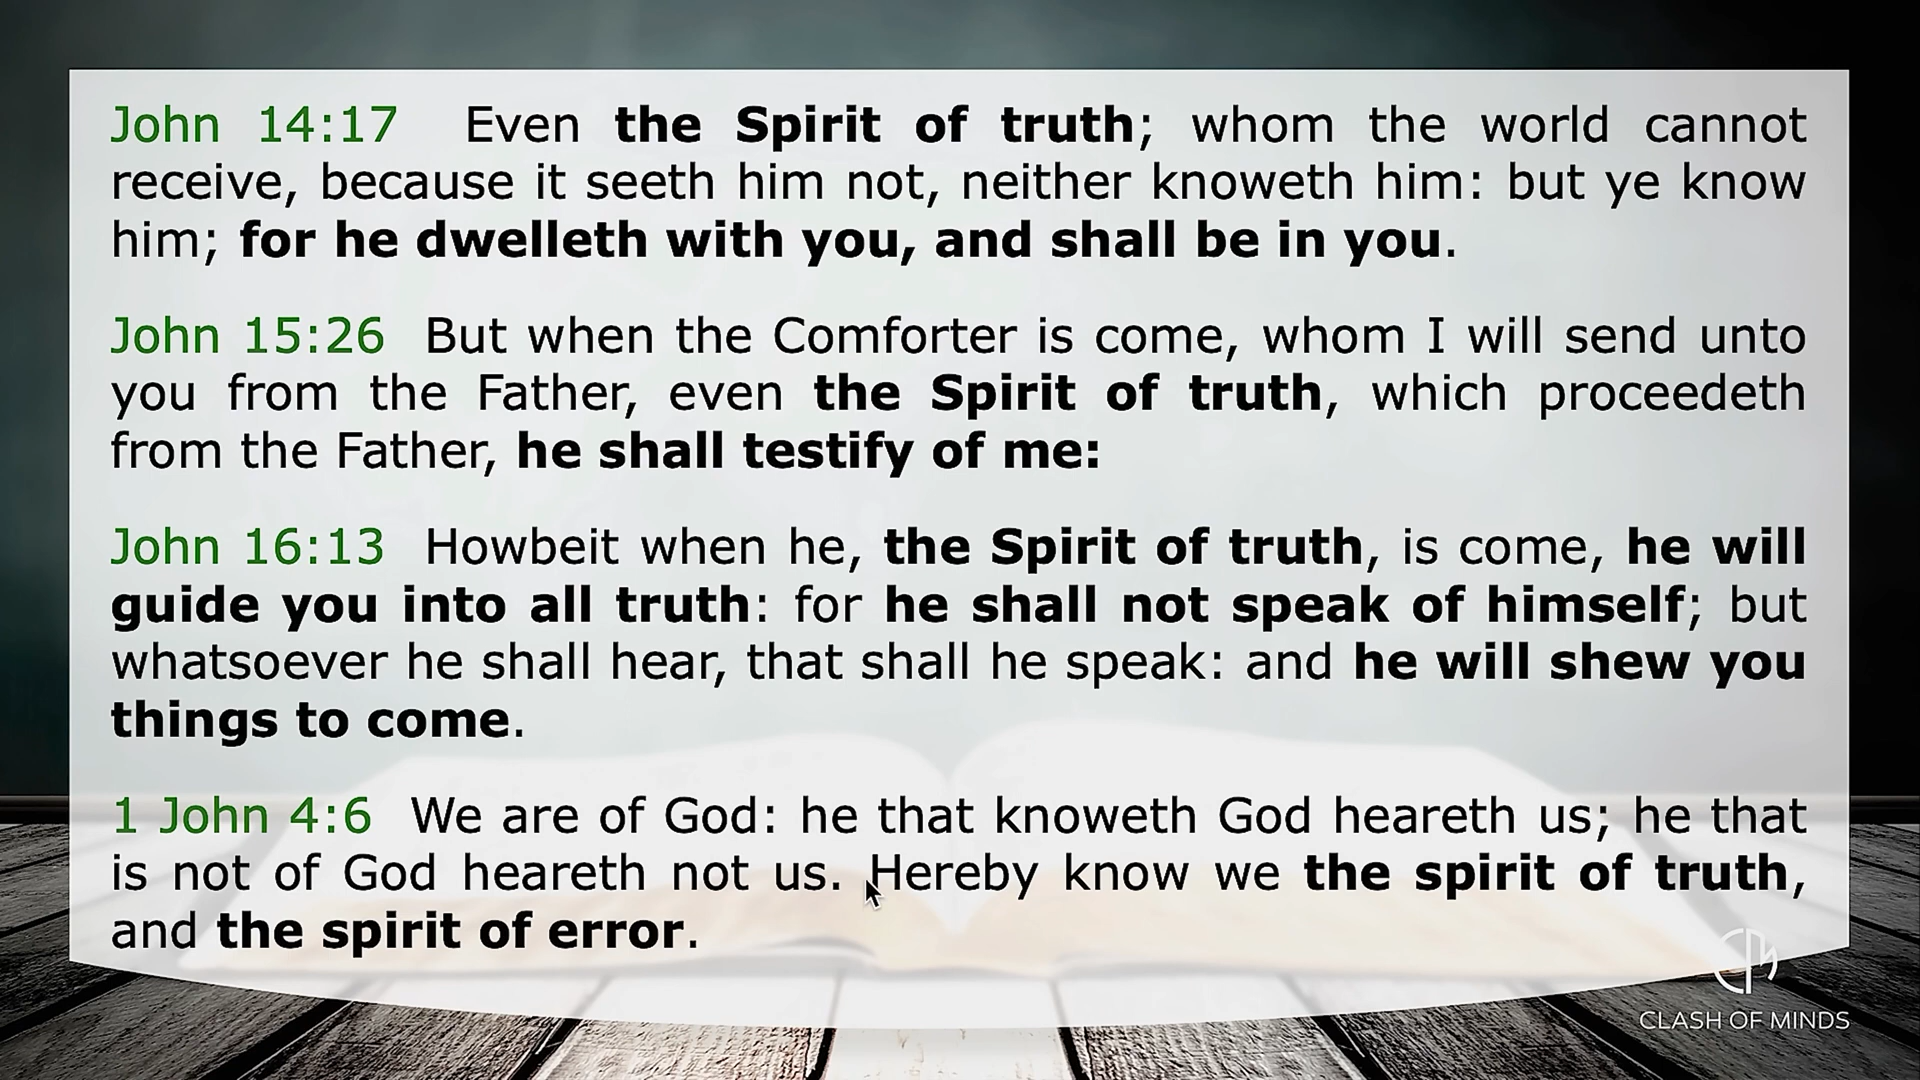 John 14:17 Even the Spirit of truth; whom the world cannot
receive, because it seeth him not, neither knoweth him: but ye know
him; for he dwelleth with you, and shall be in you.
John 15:26 But when the Comforter is come, whom I will send unto
you from the Father, even the Spirit of truth, which proceedeth
from the Father, he shall testify of me:
John 16:13 Howbeit when he, the Spirit of truth, is come, he will
guide you into all truth: for he shall not speak of himself; but
whatsoever he shall hear, that shall he speak: and he will shew you
things to come.
1 John 4:6 We are of God: he that knoweth God heareth us; he that
is not of God heareth not us. Hereby know we the spirit of truth,
and the spirit of error.
CLASH OF MINDS